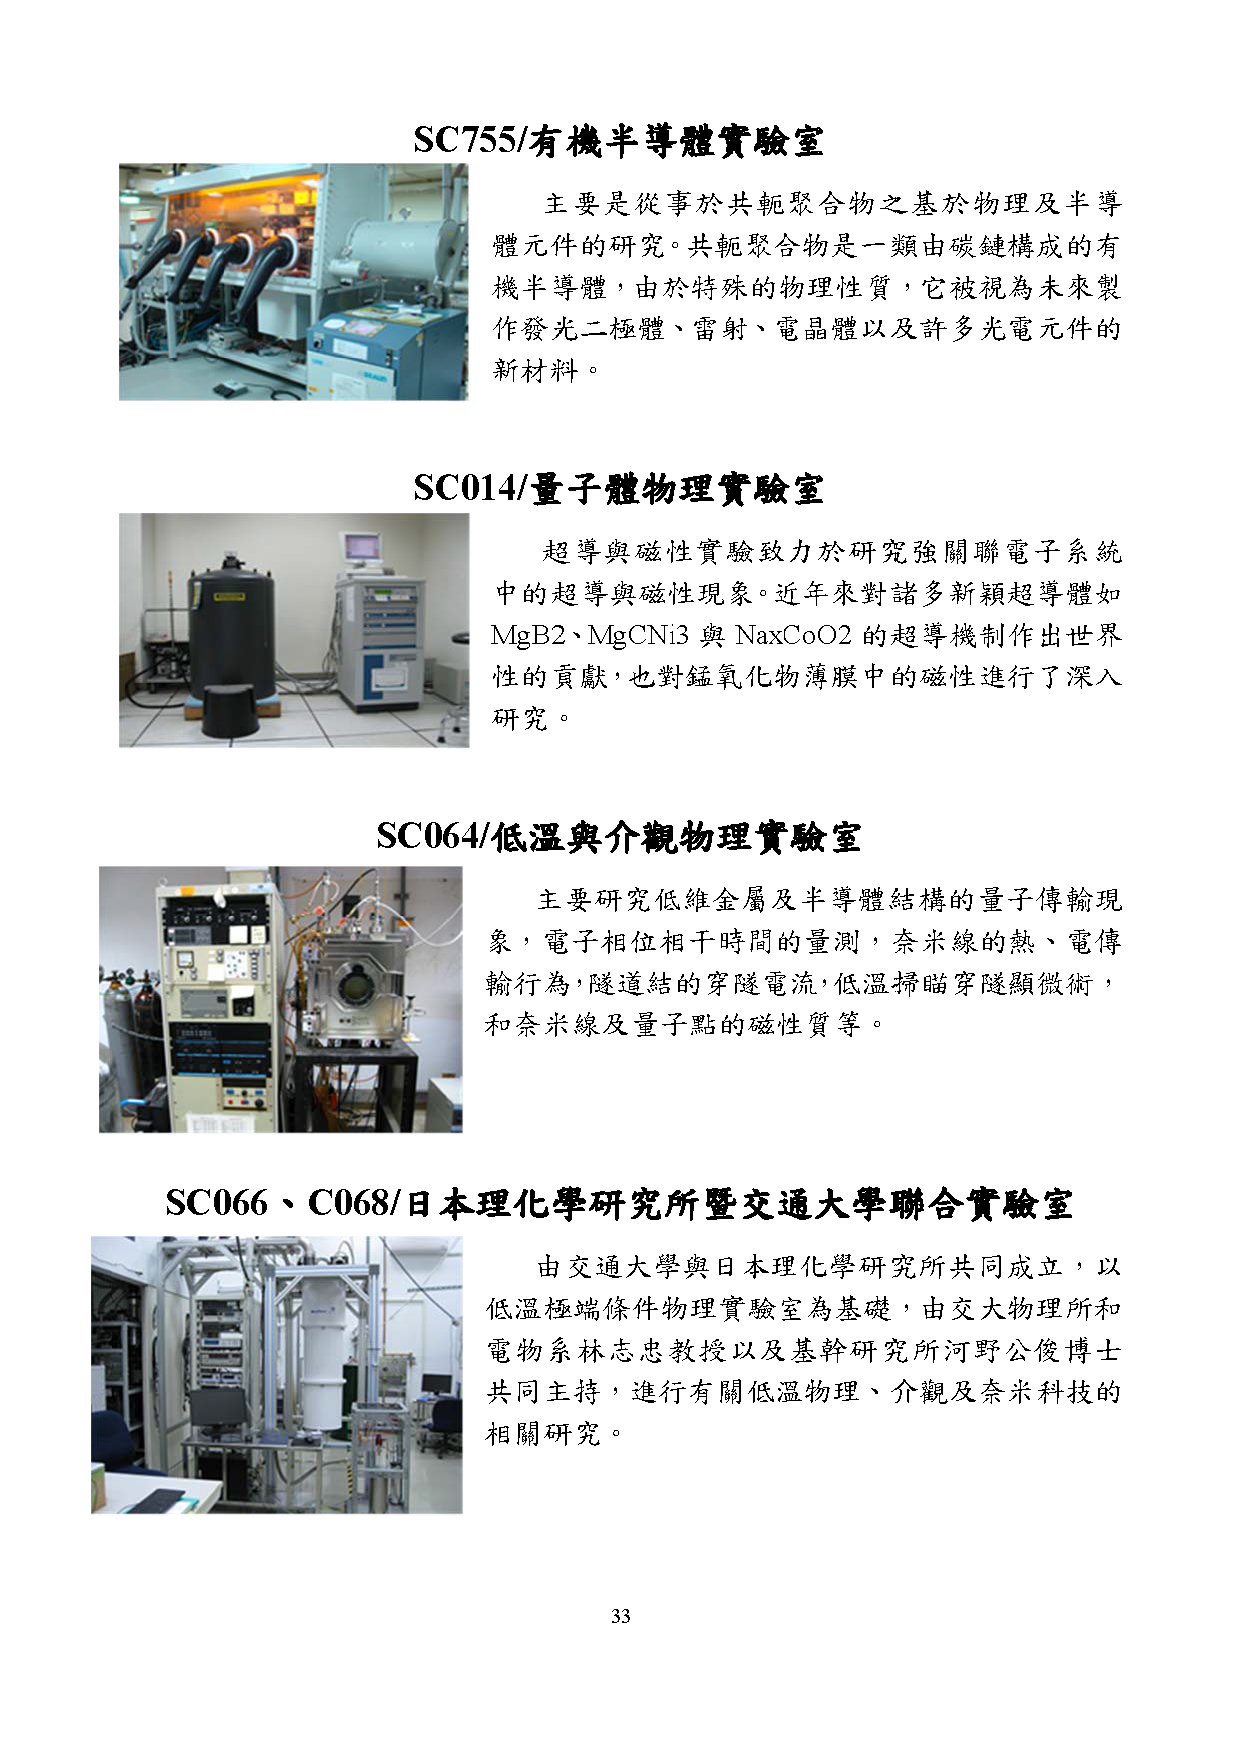 SC755/有機半導體實驗室
主要是從事於共軛聚合物之基於物理及半導
體元件的研究。共軛聚合物是一類由碳鏈構成的有
機半導體，由於特殊的物理性質，它被視為未來製
作發光二極體、雷射、電晶體以及許多光電元件的
新材料。
SC014/量子體物理實驗室
超導與磁性實驗致力於研究強關聯電子系統
中的超導與磁性現象。近年來對諸多新穎超導體如
MgB2、MgCNi3 與 NaxCoO2 的超導機制作出世界
性的貢獻，也對錳氧化物薄膜中的磁性進行了深入
研究。
SC064/低溫與介觀物理實驗室
主要研究低維金屬及半導體結構的量子傳輸現
象，電子相位相干時間的量測，奈米線的熱、電傳
輸行為，隧道結的穿隧電流，低溫掃瞄穿隧顯微術，
和奈米線及量子點的磁性質等。
SC066、C068/日本理化學研究所暨交通大學聯合實驗室
由交通大學與日本理化學研究所共同成立，以
低溫極端條件物理實驗室為基礎，由交大物理所和
電物系林志忠教授以及基幹研究所河野公俊博士
共同主持，進行有關低溫物理、介觀及奈米科技的
相關研究。
33